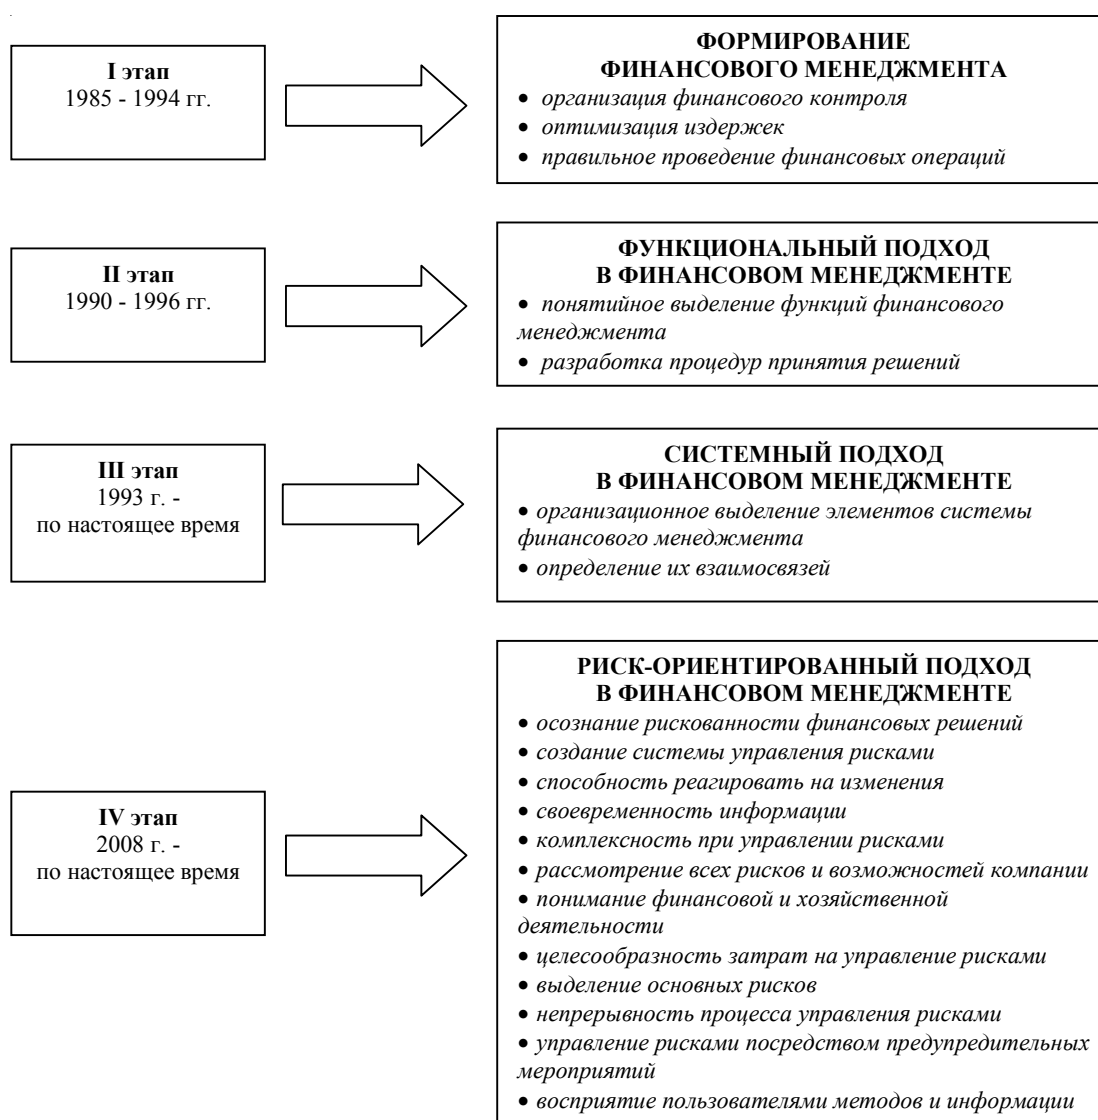 I этап
1985 - 1994 гг.
ФОРМИРОВАНИЕ
ФИНАНСОВОГО МЕНЕДЖМЕНТА
• организация финансового контроля
• оптимизация издержек
• правильное проведение финансовых операций
II этап
1990 - 1996 гг.
ФУНКЦИОНАЛЬНЫЙ ПОДХОД
В ФИНАНСОВОМ МЕНЕДЖМЕНТЕ
• понятийное выделение функций финансового
менеджмента
• разработка процедур принятия решений
III этап
1993 г. -
по настоящее время
СИСТЕМНЫЙ ПОДХОД
В ФИНАНСОВОМ МЕНЕДЖМЕНТЕ
• организационное выделение элементов системы
финансового менеджмента
• определение их взаимосвязей
IV этап
2008 г. -
по настоящее время
РИСК-ОРИЕНТИРОВАННЫЙ ПОДХОД
В ФИНАНСОВОМ МЕНЕДЖМЕНТЕ
• осознание рискованности финансовых решений
• создание системы управления рисками
• способность реагировать на изменения
• своевременность информации
• комплексность при управлении рисками
• рассмотрение всех рисков и возможностей компании
• понимание финансовой и хозяйственной
деятельности
• целесообразность затрат на управление рисками
• выделение основных рисков
• непрерывность процесса управления рисками
• управление рисками посредством предупредительных
мероприятий
• восприятие пользователями методов и информации